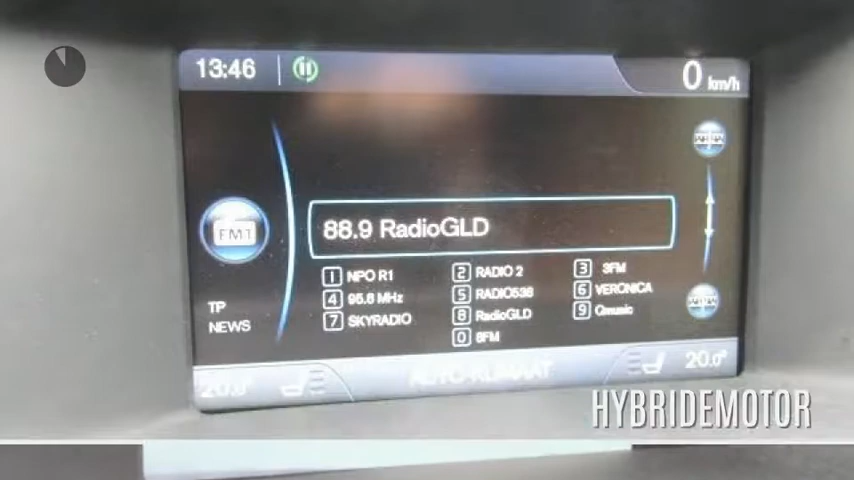 13:46
0 km/h
FM1
88.9 RadioGLD
1 NPO R1
2 RADIO 2
3 3FM
4 95.6 MHz
5 RADIO538
6 VERONICA
7 SKYRADIO
8 RadioGLD
9 Qmusic
0 8FM
TP
NEWS
20.0°
AUTO-KLIMAAT
20.0°
HYBRIDEMOTOR